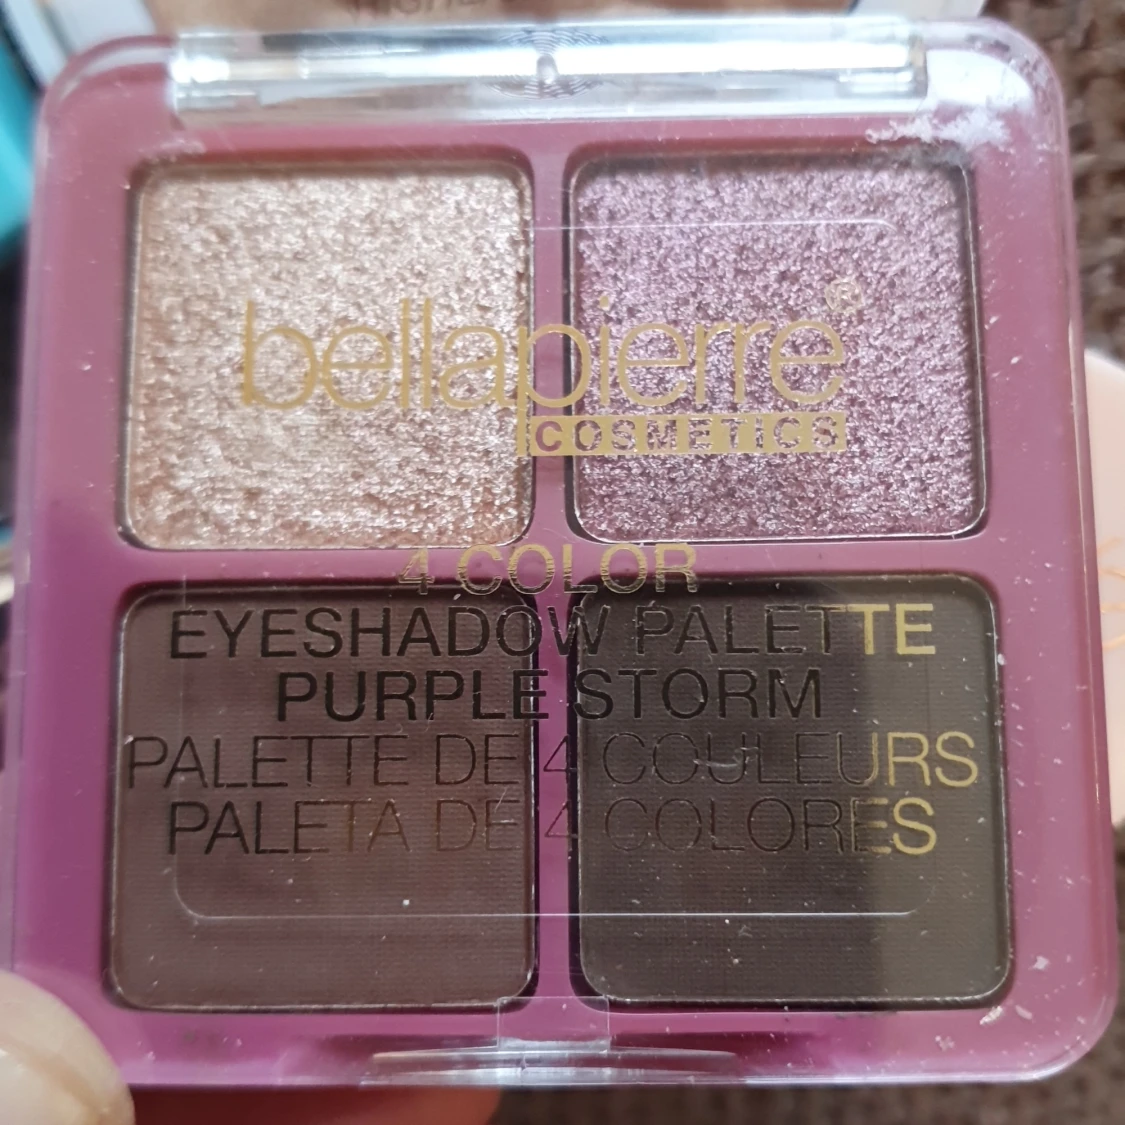 bellapierre®
COSMETICS
4 COLOR
EYESHADOW PALETTE
PURPLE STORM
PALETTE DE 4 COULEURS
PALETA DE 4 COLORES